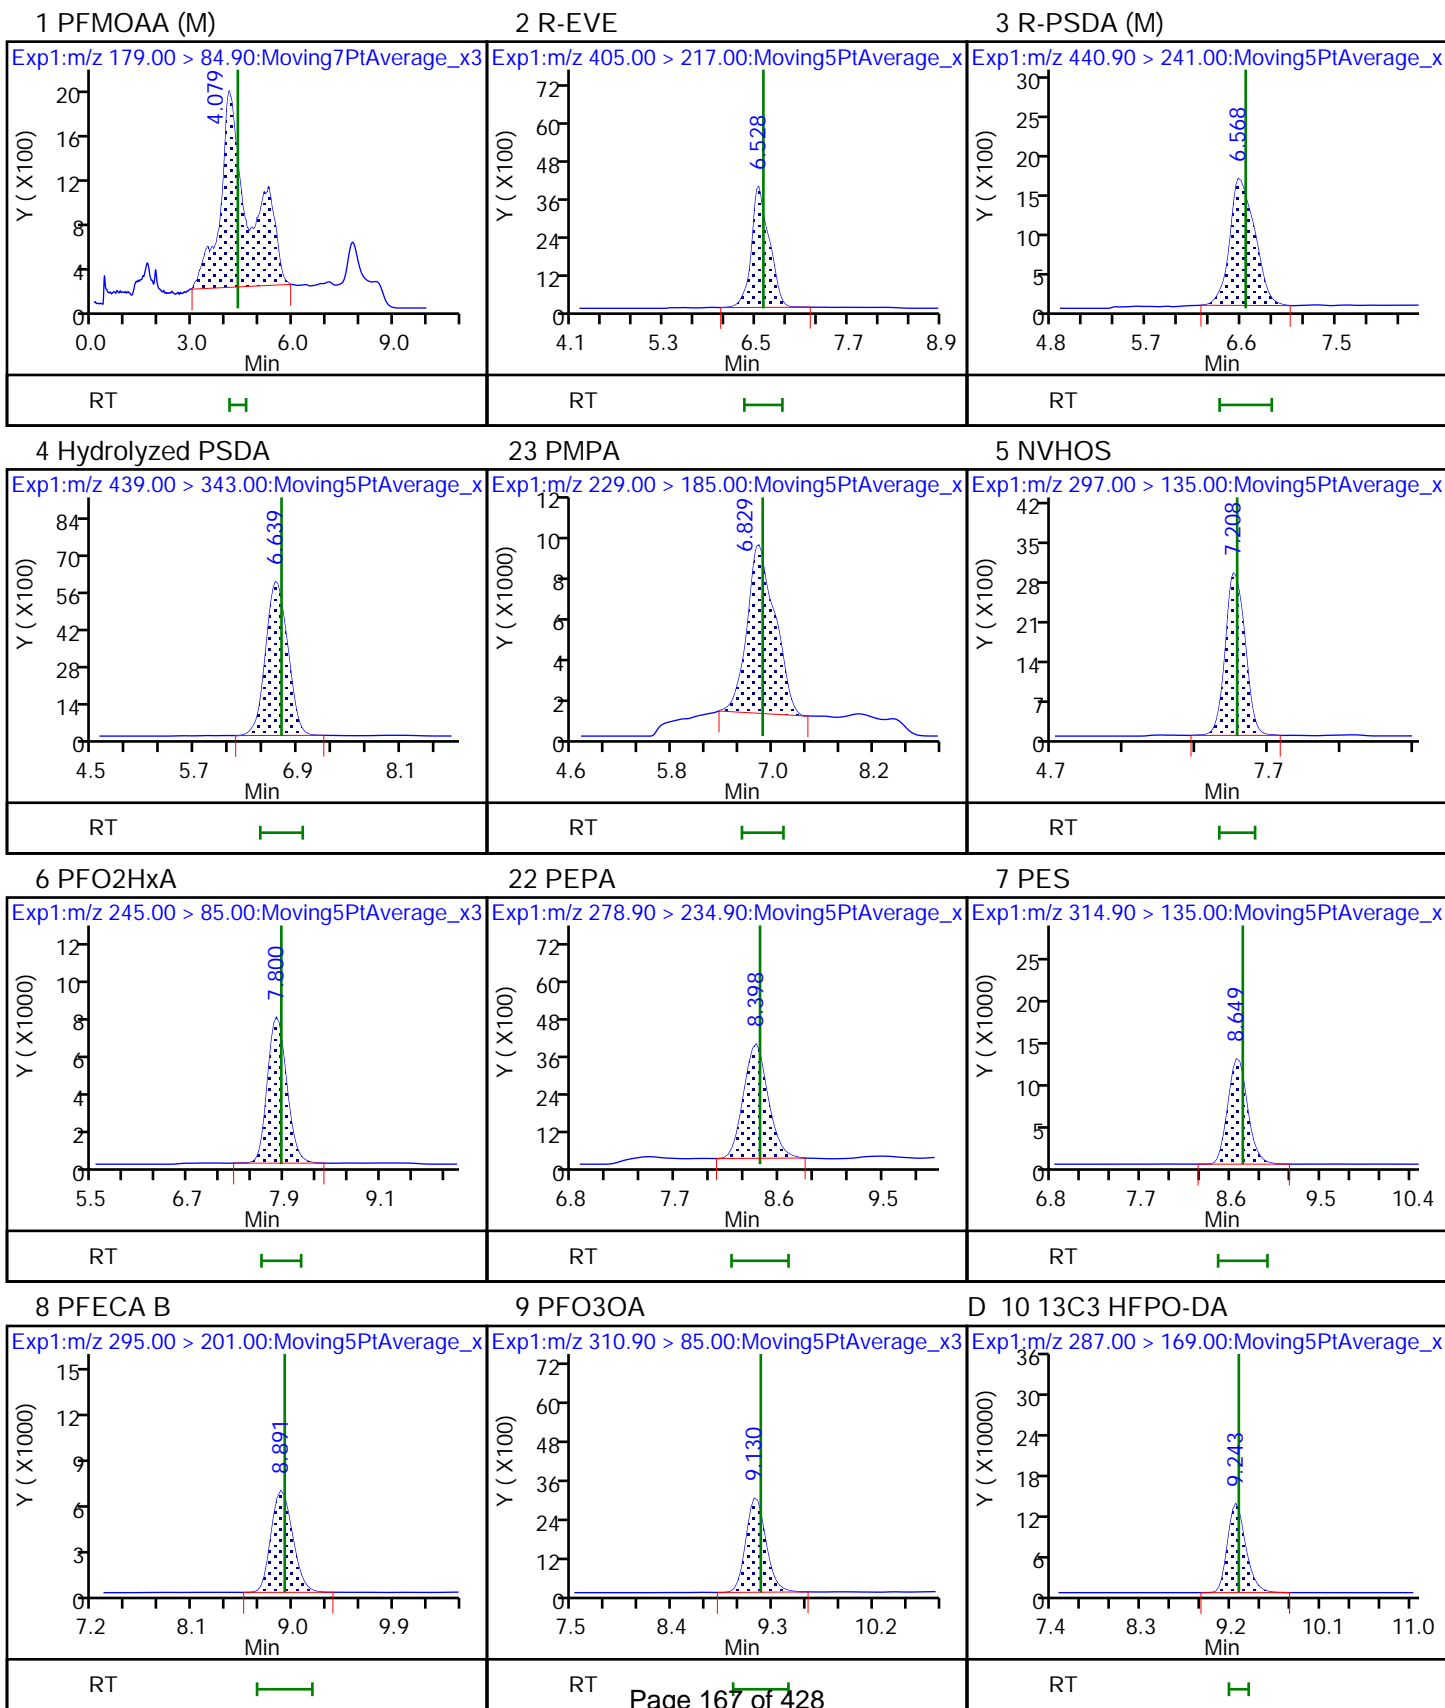 1 PFMOAA (M)
2 R-EVE
3 R-PSDA (M)
Exp1:m/z 179.00 > 84.90:Moving7PtAverage_x3
Exp1:m/z 405.00 > 217.00:Moving5PtAverage_x
Exp1:m/z 440.90 > 241.00:Moving5PtAverage_x
4.079
6.528
6.568
Y ( X100)
20
16
12
8
4
0
0.0 3.0 6.0 9.0
Min
RT
Y ( X100)
72
60
48
36
24
12
0
4.1 5.3 6.5 7.7 8.9
Min
RT
Y ( X100)
30
25
20
15
10
5
0
4.8 5.7 6.6 7.5
Min
RT
4 Hydrolyzed PSDA
23 PMPA
5 NVHOS
Exp1:m/z 439.00 > 343.00:Moving5PtAverage_x
Exp1:m/z 229.00 > 185.00:Moving5PtAverage_x
Exp1:m/z 297.00 > 135.00:Moving5PtAverage_x
6.639
6.829
7.208
Y ( X100)
84
70
56
42
28
14
0
4.5 5.7 6.9 8.1
Min
RT
Y ( X1000)
12
10
8
6
4
2
0
4.6 5.8 7.0 8.2
Min
RT
Y ( X100)
42
35
28
21
14
7
0
4.7 7.7
Min
RT
6 PFO2HxA
22 PEPA
7 PES
Exp1:m/z 245.00 > 85.00:Moving5PtAverage_x3
Exp1:m/z 278.90 > 234.90:Moving5PtAverage_x
Exp1:m/z 314.90 > 135.00:Moving5PtAverage_x
7.800
8.398
8.649
Y ( X1000)
12
10
8
6
4
2
0
5.5 6.7 7.9 9.1
Min
RT
Y ( X100)
72
60
48
36
24
12
0
6.8 7.7 8.6 9.5
Min
RT
Y ( X1000)
25
20
15
10
5
0
6.8 7.7 8.6 9.5 10.4
Min
RT
8 PFECA B
9 PFO3OA
D 10 13C3 HFPO-DA
Exp1:m/z 295.00 > 201.00:Moving5PtAverage_x
Exp1:m/z 310.90 > 85.00:Moving5PtAverage_x3
Exp1:m/z 287.00 > 169.00:Moving5PtAverage_x
8.891
9.130
9.243
Y ( X1000)
15
12
9
6
3
0
7.2 8.1 9.0 9.9
Min
RT
Y ( X100)
72
60
48
36
24
12
0
7.5 8.4 9.3 10.2
Min
RT
Y ( X10000)
36
30
24
18
12
6
0
7.4 8.3 9.2 10.1 11.0
Min
RT
Page 167 of 428